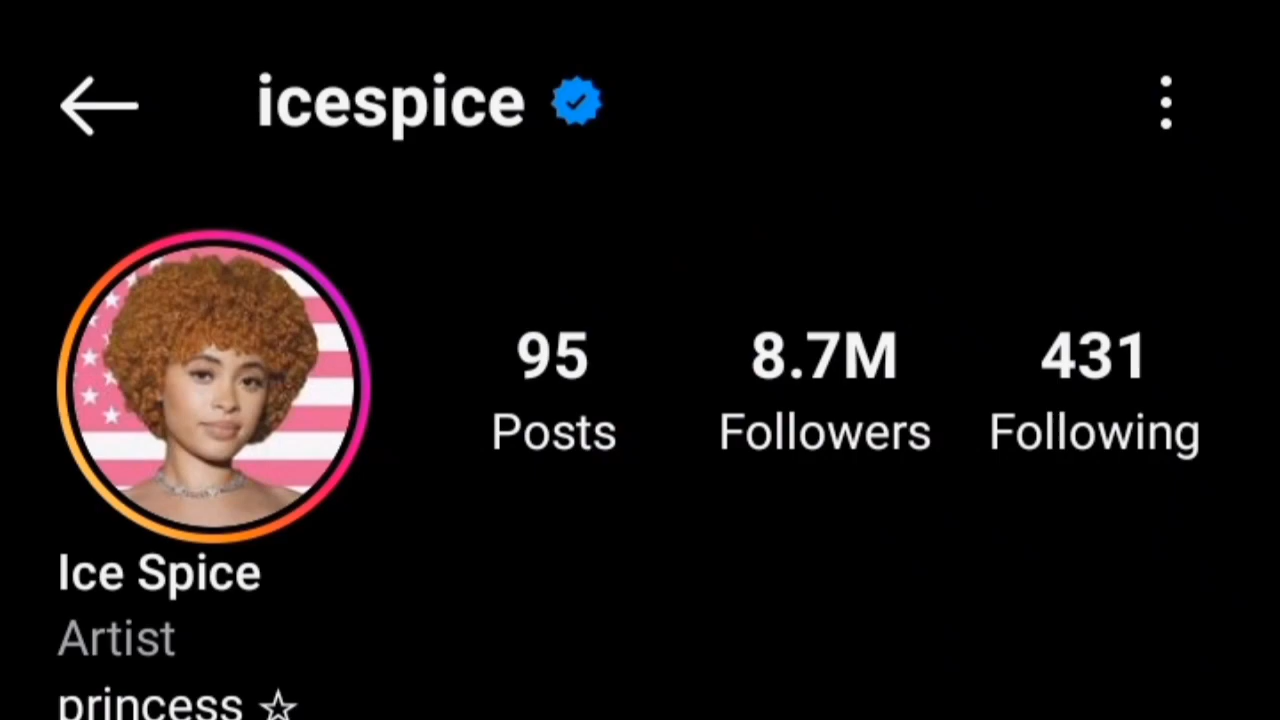 icespice
95 8.7M 431
Posts Followers Following
Ice Spice
Artist
princess ☆